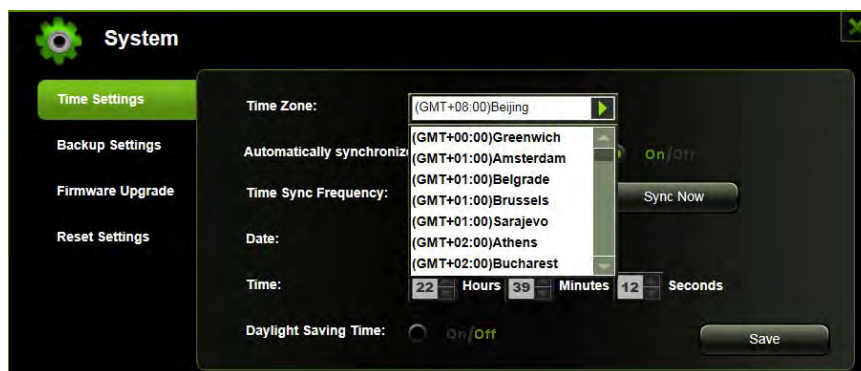 System
Time Settings
Backup Settings
Firmware Upgrade
Reset Settings
Time Zone: (GMT+08:00)Beijing
(GMT+00:00)Greenwich
(GMT+01:00)Amsterdam
(GMT+01:00)Belgrade
(GMT+01:00)Brussels
(GMT+01:00)Sarajevo
(GMT+02:00)Athens
(GMT+02:00)Bucharest
Automatically On/Off
Time Sync Frequency: Sync Now
Date:
Time: 22 Hours 39 Minutes 12 Seconds
Daylight Saving Time: On/Off
Save